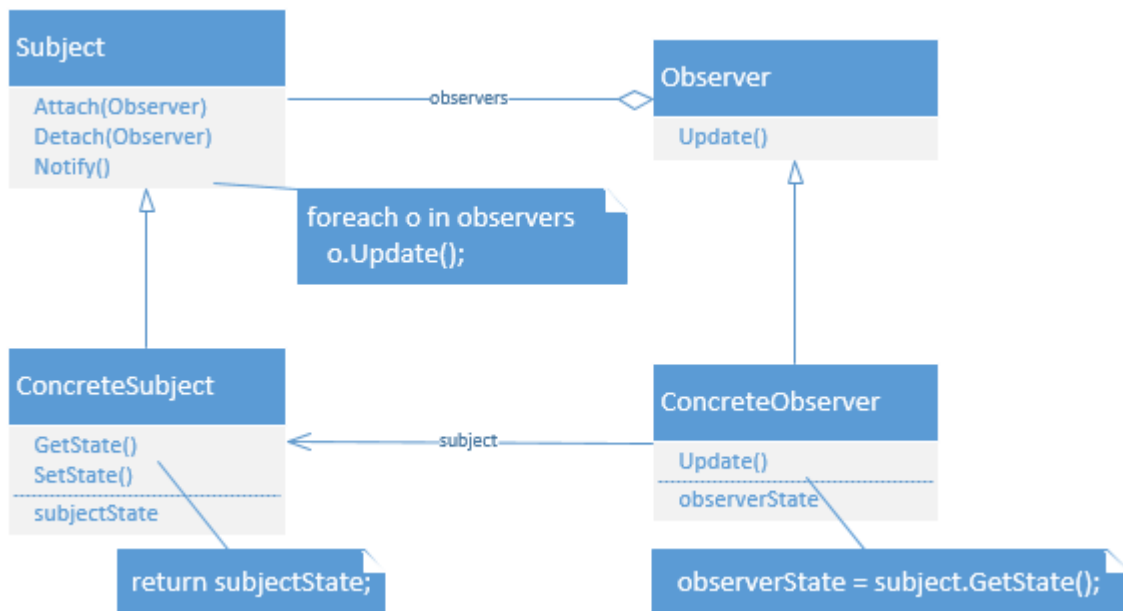 Subject
Attach(Observer)
Detach(Observer)
Notify()
observers
Observer
Update()
foreach o in observers
o.Update();
ConcreteSubject
GetState()
SetState()
subjectState
subject
ConcreteObserver
Update()
observerState
return subjectState;
observerState = subject.GetState();